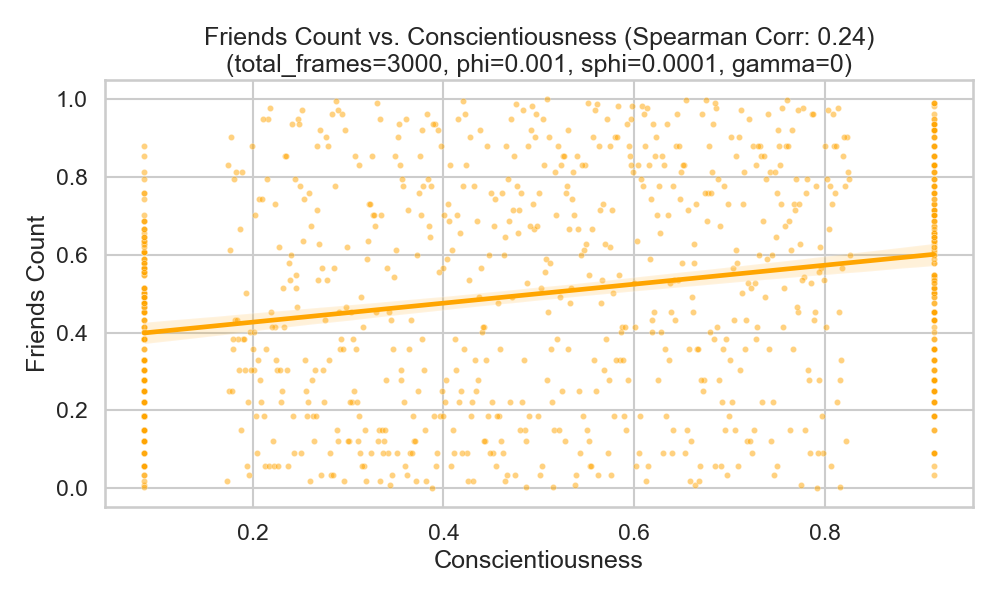 Friends Count vs. Conscientiousness (Spearman Corr: 0.24)
(total_frames=3000, phi=0.001, sphi=0.0001, gamma=0)
Friends Count
1.0
0.8
0.6
0.4
0.2
0.0
0.2 0.4 0.6 0.8
Conscientiousness